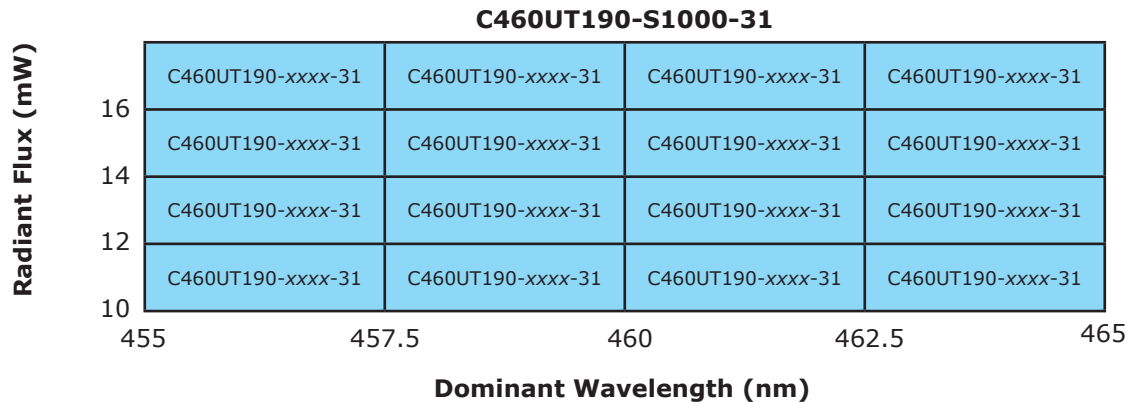 C460UT190-S1000-31
Radiant Flux (mW)
C460UT190-xxxx-31 C460UT190-xxxx-31 C460UT190-xxxx-31 C460UT190-xxxx-31
16
C460UT190-xxxx-31 C460UT190-xxxx-31 C460UT190-xxxx-31 C460UT190-xxxx-31
14
C460UT190-xxxx-31 C460UT190-xxxx-31 C460UT190-xxxx-31 C460UT190-xxxx-31
12
C460UT190-xxxx-31 C460UT190-xxxx-31 C460UT190-xxxx-31 C460UT190-xxxx-31
10
455 457.5 460 462.5 465
Dominant Wavelength (nm)